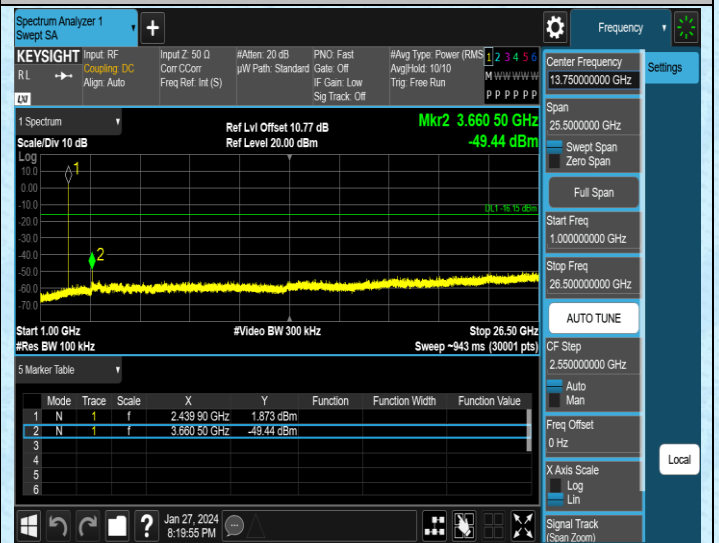 Spectrum Analyzer 1
Swept SA
+
Frequency
KEYSIGHT
RL
LXI
Input: RF
Coupling: DC
Align: Auto
Input Z: 50 Ω
Corr CCorr
Freq Ref: Int (S)
#Atten: 20 dB
µW Path: Standard
PNO: Fast
Gate: Off
IF Gain: Low
Sig Track: Off
#Avg Type: Power (RMS
Avg|Hold: 10/10
Trig: Free Run
1 2 3 4 5 6
M W W W W W
P P P P P P
1 Spectrum
Scale/Div 10 dB
Ref Lvl Offset 10.77 dB
Ref Level 20.00 dBm
Mkr2 3.660 50 GHz
-49.44 dBm
Log
10.0
0.00
-10.0
-20.0
-30.0
-40.0
-50.0
-60.0
-70.0
1
2
DL1 -16.15 dBm
Start 1.00 GHz
#Res BW 100 kHz
#Video BW 300 kHz
Stop 26.50 GHz
Sweep ~943 ms (30001 pts)
5 Marker Table
Mode Trace Scale X Y Function Function Width Function Value
1 N 1 f 2.439 90 GHz 1.873 dBm
2 N 1 f 3.660 50 GHz -49.44 dBm
3
4
5
6
Jan 27, 2024
8:19:55 PM
Center Frequency
13.750000000 GHz
Span
25.5000000 GHz
Swept Span
Zero Span
Full Span
Start Freq
1.000000000 GHz
Stop Freq
26.500000000 GHz
AUTO TUNE
CF Step
2.550000000 GHz
Auto
Man
Freq Offset
0 Hz
X Axis Scale
Log
Lin
Signal Track
(Span Zoom)
Settings
Local